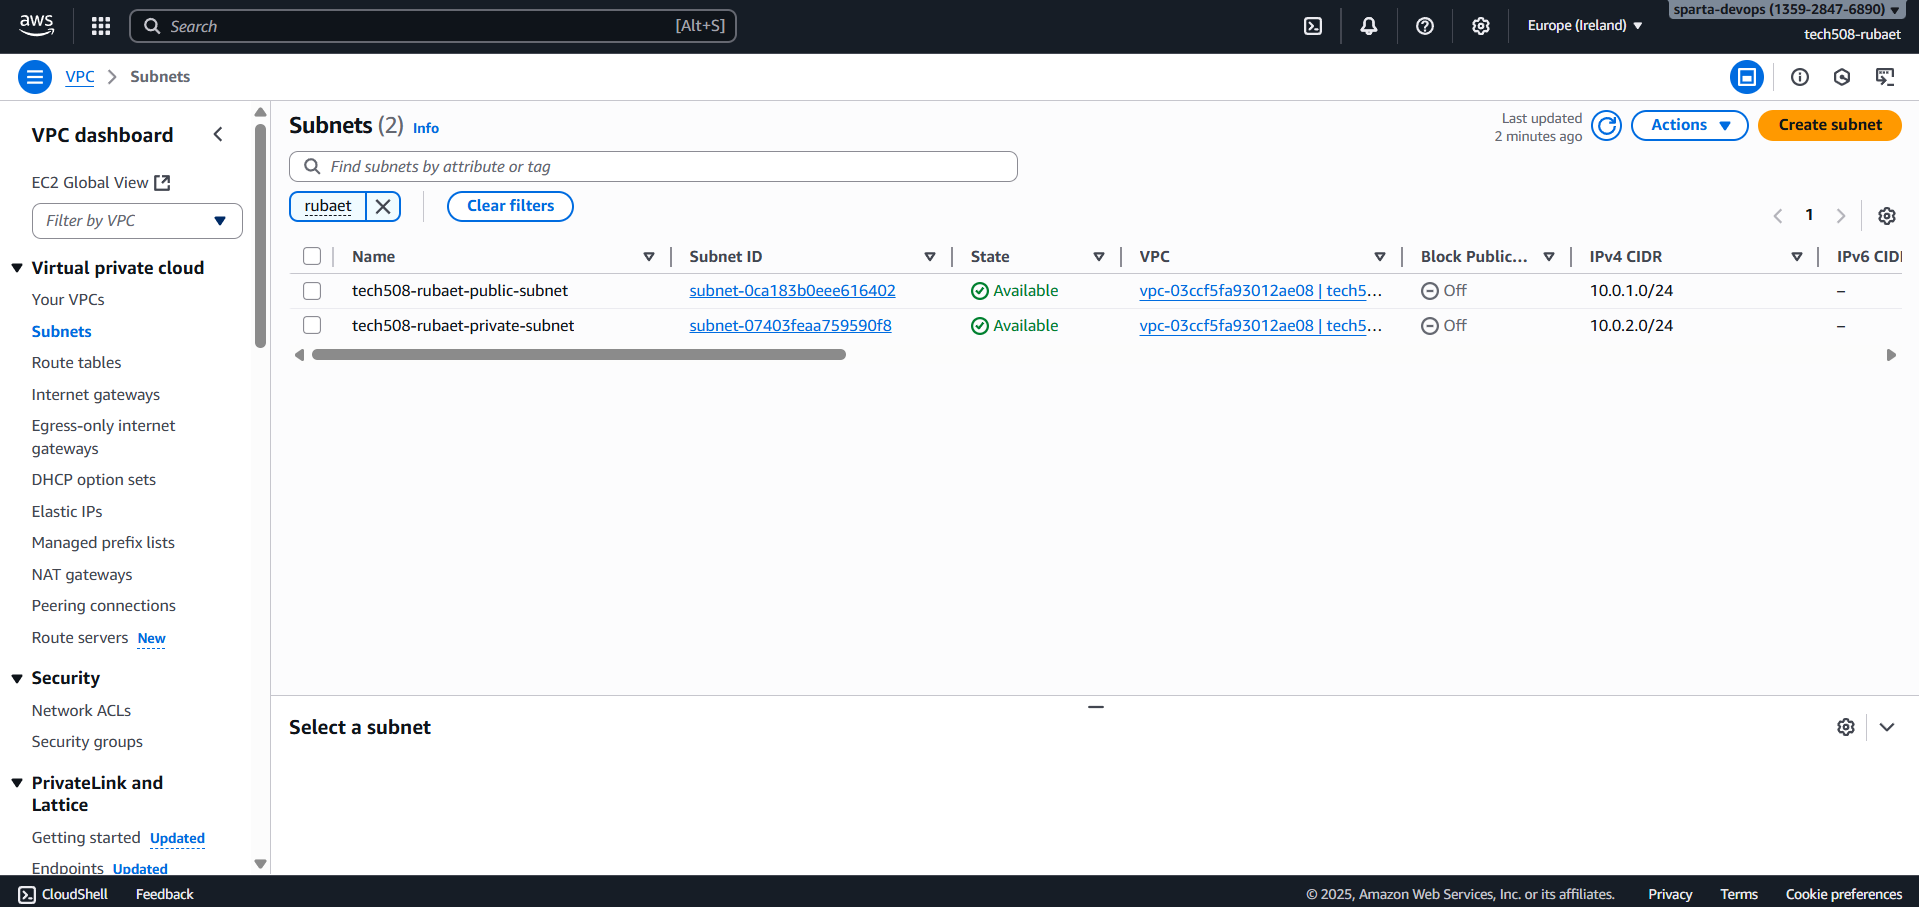 aws
Search [Alt+S]
Europe (Ireland)
sparta-devops (1359-2847-6890)
tech508-rubaet
VPC
Subnets
VPC dashboard
EC2 Global View
Filter by VPC
Virtual private cloud
Your VPCs
Subnets
Route tables
Internet gateways
Egress-only internet
gateways
DHCP option sets
Elastic IPs
Managed prefix lists
NAT gateways
Peering connections
Route servers New
Security
Network ACLs
Security groups
PrivateLink and
Lattice
Getting started Updated
Endpoints Updated
Subnets (2) Info
Last updated
2 minutes ago
Actions
Create subnet
Find subnets by attribute or tag
rubaet
Clear filters
1
Name Subnet ID State VPC Block Public... IPv4 CIDR IPv6 CID
tech508-rubaet-public-subnet subnet-0ca183b0eee616402 Available vpc-03ccf5fa93012ae08 | tech5... Off 10.0.1.0/24 –
tech508-rubaet-private-subnet subnet-07403feaa759590f8 Available vpc-03ccf5fa93012ae08 | tech5... Off 10.0.2.0/24 –
Select a subnet
CloudShell Feedback © 2025, Amazon Web Services, Inc. or its affiliates. Privacy Terms Cookie preferences